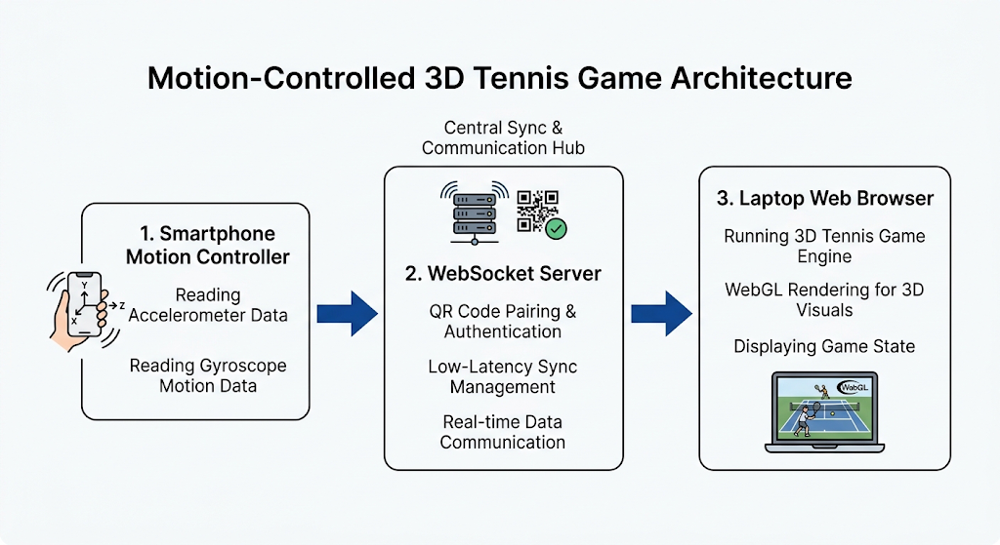 Motion-Controlled 3D Tennis Game Architecture
Central Sync &
Communication Hub
1. Smartphone
Motion Controller
Reading
Accelerometer Data
Reading Gyroscope
Motion Data
Y
X
Z
2. WebSocket Server
QR Code Pairing &
Authentication
Low-Latency Sync
Management
Real-time Data
Communication
3. Laptop Web Browser
Running 3D Tennis Game
Engine
WebGL Rendering for 3D
Visuals
Displaying Game State
WobGL